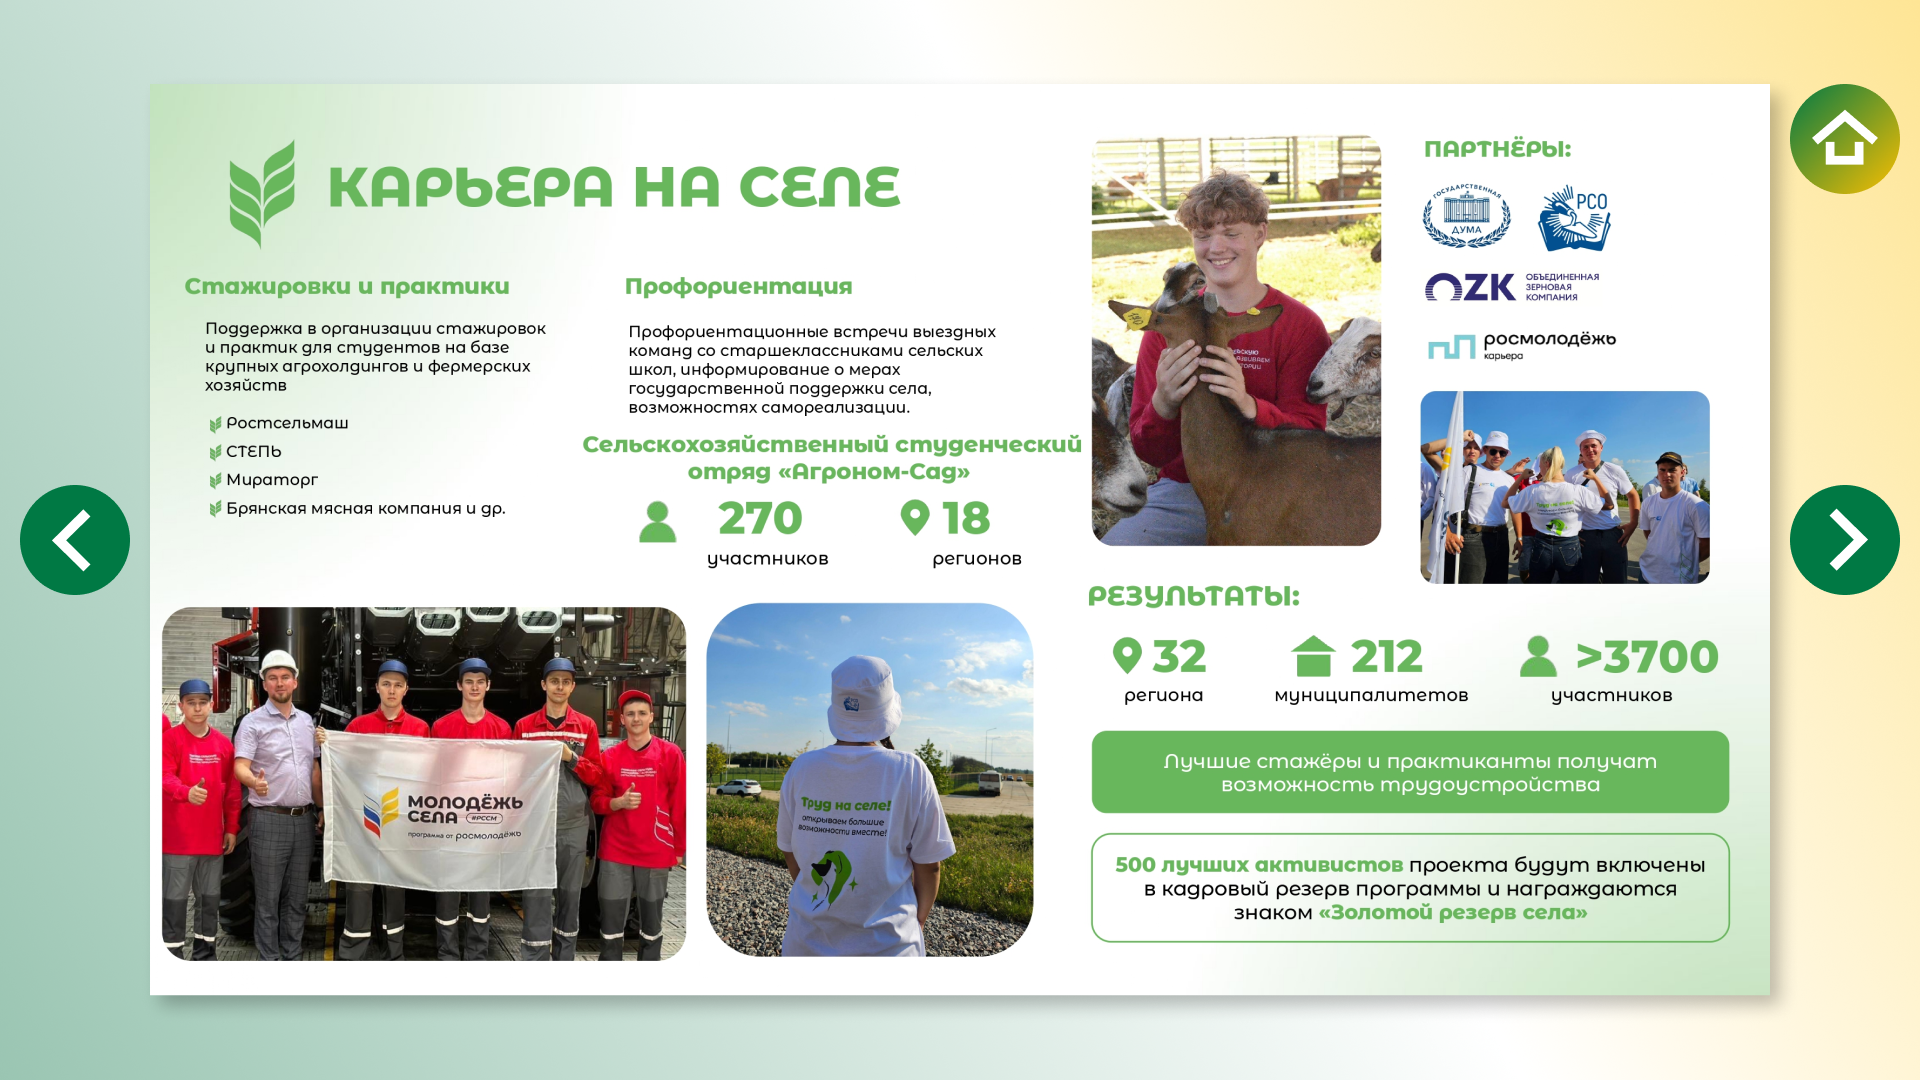 КАРЬЕРА НА СЕЛЕ
Стажировки и практики
Поддержка в организации стажировок
и практик для студентов на базе
крупных агрохолдингов и фермерских
хозяйств
Ростсельмаш
СТЕПЬ
Мираторг
Брянская мясная компания и др.
Профориентация
Профориентационные встречи выездных
команд со старшеклассниками сельских
школ, информирование о мерах
государственной поддержки села,
возможностях самореализации.
Сельскохозяйственный студенческий
отряд «Агроном-Сад»
270
участников
18
регионов
МОЛОДЁЖЬ
СЕЛА #РССМ
программа от росмолодёжь
Труд на селе!
открываем большие
возможности вместе!
ПАРТНЁРЫ:
ГОСУДАРСТВЕННАЯ
ДУМА
РСО
OZK
ОБЪЕДИНЕННАЯ
ЗЕРНОВАЯ
КОМПАНИЯ
росмолодёжь
карьера
РЕЗУЛЬТАТЫ:
32
региона
212
муниципалитетов
>3700
участников
Лучшие стажёры и практиканты получат
возможность трудоустройства
500 лучших активистов проекта будут включены
в кадровый резерв программы и награждаются
знаком «Золотой резерв села»